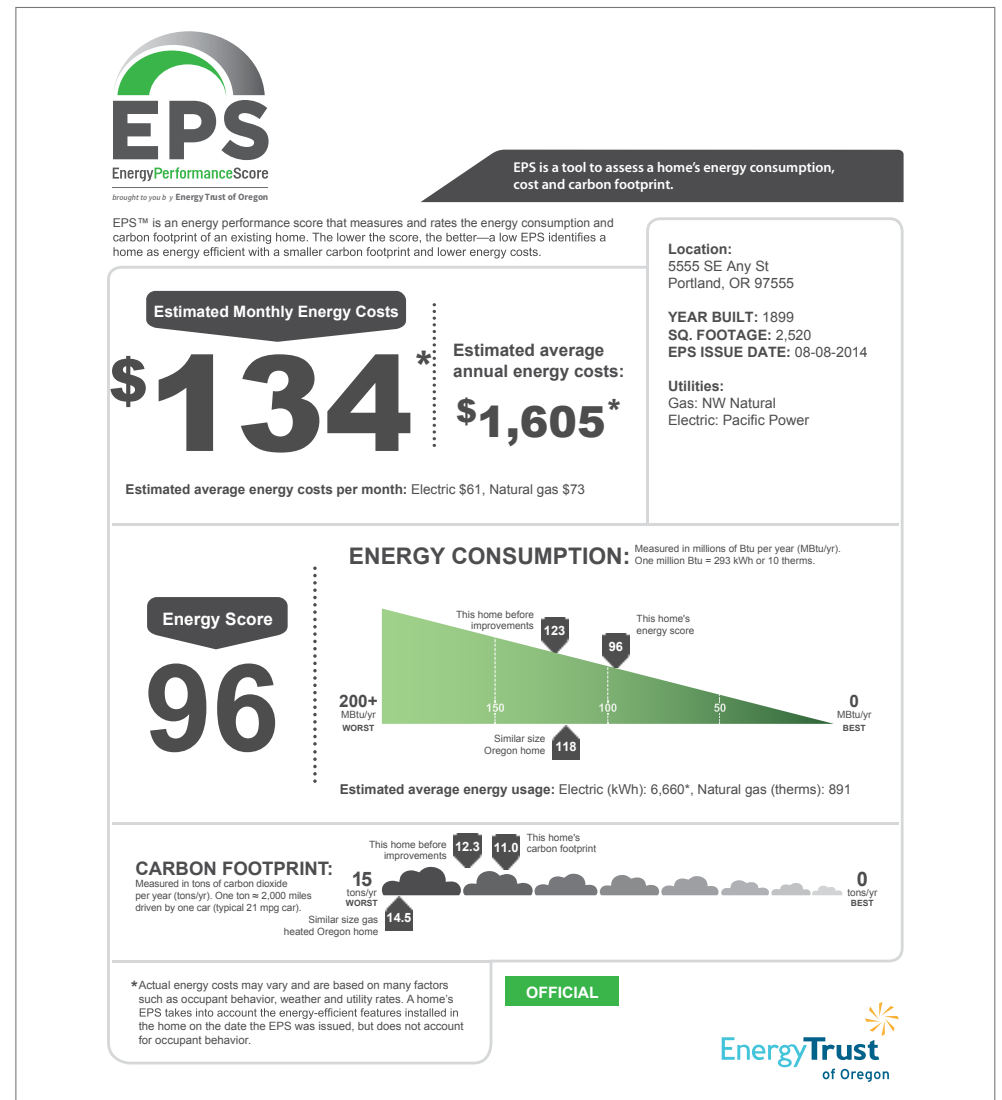 EPS
EnergyPerformanceScore
brought to you b y Energy Trust of Oregon
EPS is a tool to assess a home's energy consumption,
cost and carbon footprint.
EPS™ is an energy performance score that measures and rates the energy consumption and
carbon footprint of an existing home. The lower the score, the better—a low EPS identifies a
home as energy efficient with a smaller carbon footprint and lower energy costs.
Location:
5555 SE Any St
Portland, OR 97555
YEAR BUILT: 1899
SQ. FOOTAGE: 2,520
EPS ISSUE DATE: 08-08-2014
Utilities:
Gas: NW Natural
Electric: Pacific Power
Estimated Monthly Energy Costs
$134*
Estimated average
annual energy costs:
$1,605*
Estimated average energy costs per month: Electric $61, Natural gas $73
Energy Score
96
ENERGY CONSUMPTION:
Measured in millions of Btu per year (MBtu/yr).
One million Btu = 293 kWh or 10 therms.
This home before
improvements
123
96
This home's
energy score
200+
MBtu/yr
WORST
150
100
50
0
MBtu/yr
BEST
Similar size
Oregon home
118
Estimated average energy usage: Electric (kWh): 6,660*, Natural gas (therms): 891
CARBON FOOTPRINT:
Measured in tons of carbon dioxide
per year (tons/yr). One ton ≈ 2,000 miles
driven by one car (typical 21 mpg car).
This home before
improvements
12.3
11.0
This home's
carbon footprint
15
tons/yr
WORST
0
tons/yr
BEST
Similar size gas
heated Oregon home
14.5
*Actual energy costs may vary and are based on many factors
such as occupant behavior, weather and utility rates. A home's
EPS takes into account the energy-efficient features installed in
the home on the date the EPS was issued, but does not account
for occupant behavior.
OFFICIAL
EnergyTrust
of Oregon